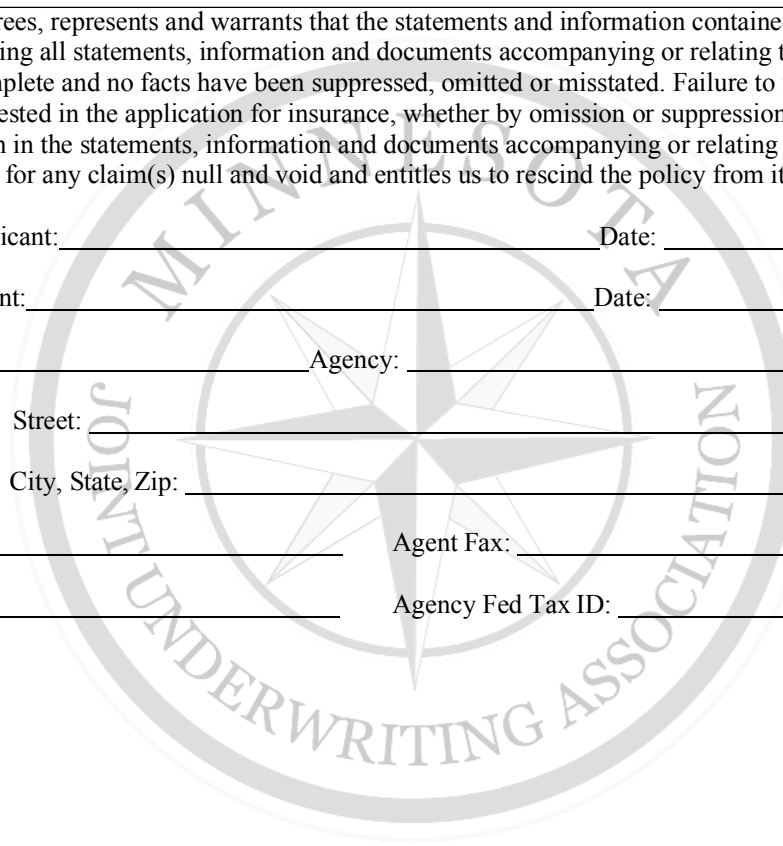 rees, represents and warrants that the statements and information contained
ing all statements, information and documents accompanying or relating t
plete and no facts have been suppressed, omitted or misstated. Failure to
ested in the application for insurance, whether by omission or suppression
n in the statements, information and documents accompanying or relating
for any claim(s) null and void and entitles us to rescind the policy from it
icant: Date:
nt: Date:
Agency:
Street:
City, State, Zip:
Agent Fax:
Agency Fed Tax ID:
MINNESOTA
JOINT UNDERWRITING ASSOCIATION